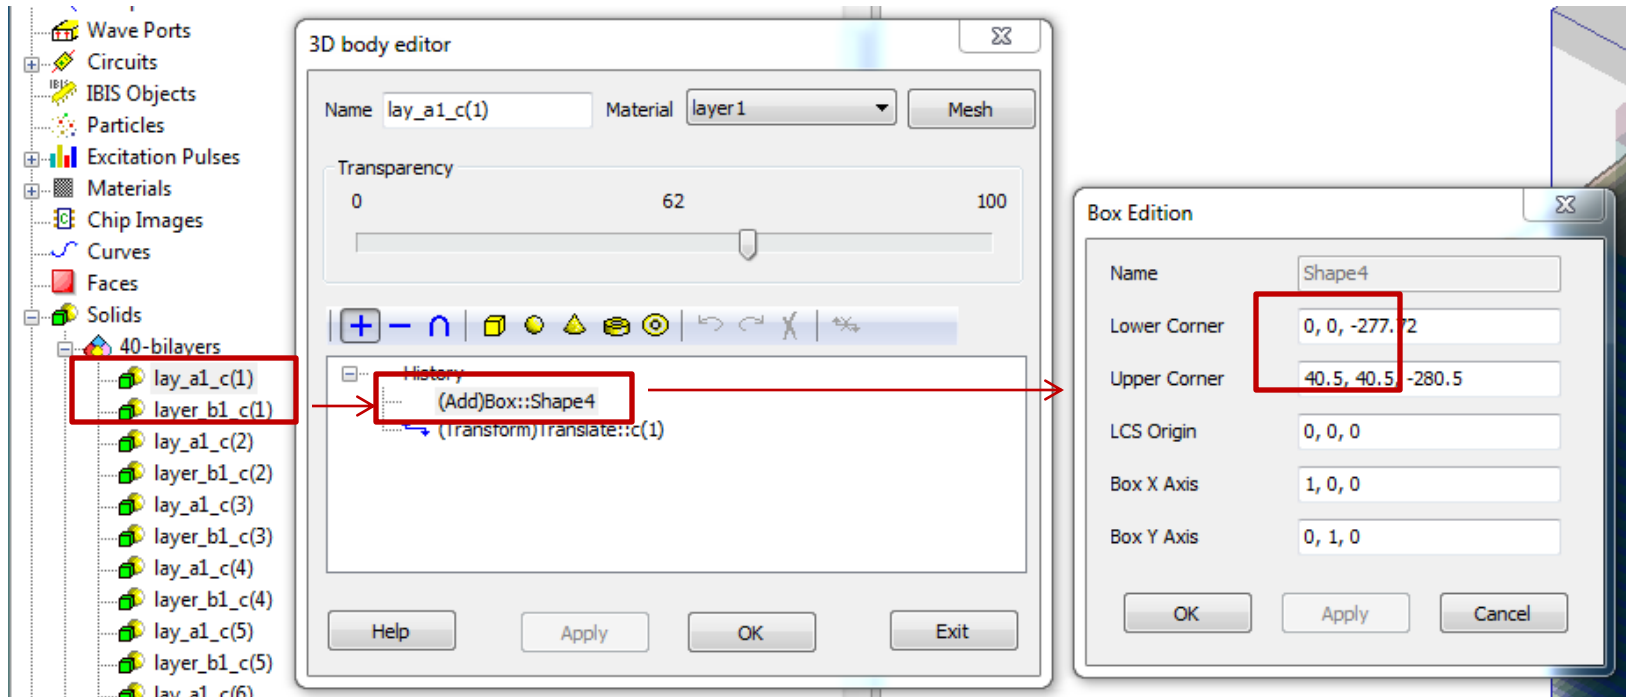 Wave Ports
Circuits
IBIS
IBIS Objects
Particles
Excitation Pulses
Materials
Chip Images
Curves
Faces
Solids
40-bilayers
lay_a1_c(1)
layer_b1_c(1)
lay_a1_c(2)
layer_b1_c(2)
lay_a1_c(3)
layer_b1_c(3)
lay_a1_c(4)
layer_b1_c(4)
lay_a1_c(5)
layer_b1_c(5)
lay_a1_c(6)
3D body editor
Name lay_a1_c(1) Material layer1 Mesh
Transparency
0 62 100
History
(Add)Box::Shape4
(Transform)Translate::c(1)
Help Apply OK Exit
Box Edition
Name Shape4
Lower Corner 0, 0, -277.72
Upper Corner 40.5, 40.5, -280.5
LCS Origin 0, 0, 0
Box X Axis 1, 0, 0
Box Y Axis 0, 1, 0
OK Apply Cancel